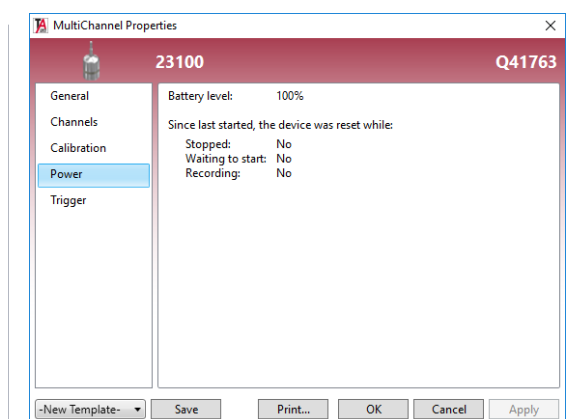 TA MultiChannel Properties
23100 Q41763
General
Channels
Calibration
Power
Trigger
Battery level: 100%
Since last started, the device was reset while:
Stopped: No
Waiting to start: No
Recording: No
-New Template- Save Print... OK Cancel Apply